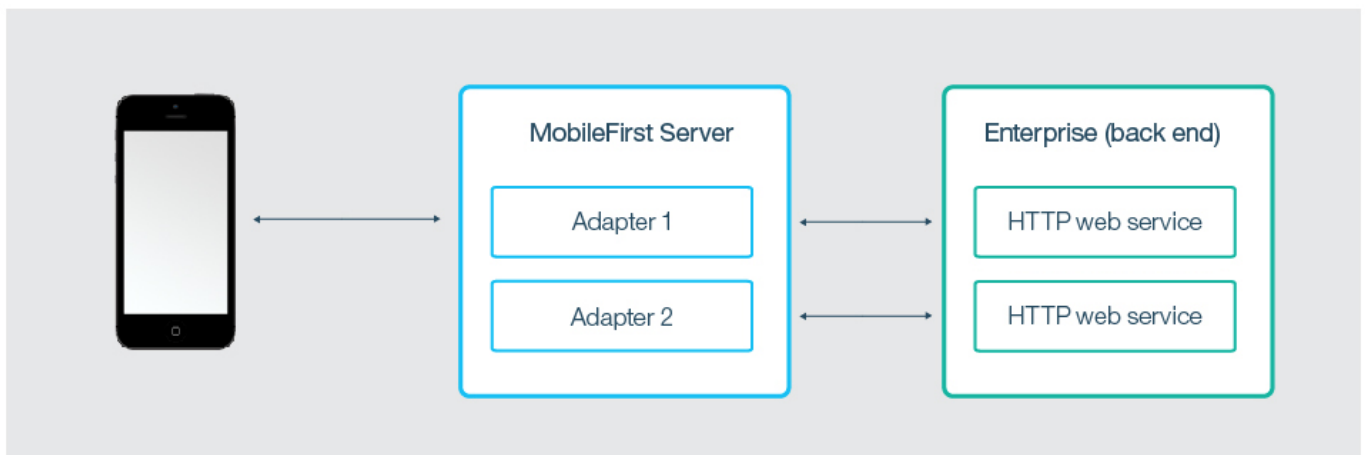 MobileFirst Server
Adapter 1
Adapter 2
Enterprise (back end)
HTTP web service
HTTP web service